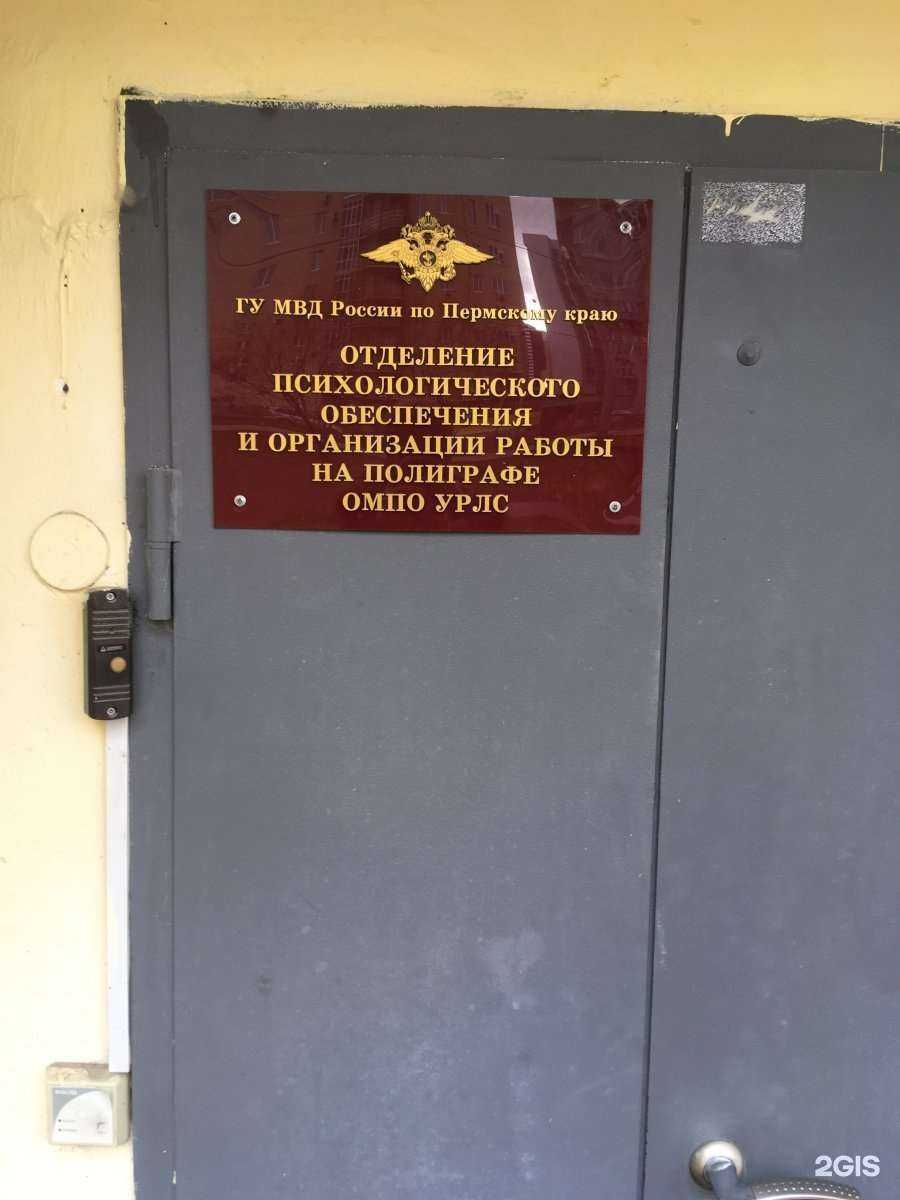 ГУ МВД России по Пермскому краю
ОТДЕЛЕНИЕ
ПСИХОЛОГИЧЕСКОГО
ОБЕСПЕЧЕНИЯ
И ОРГАНИЗАЦИИ РАБОТЫ
НА ПОЛИГРАФЕ
ОМПО УРЛС
2GIS